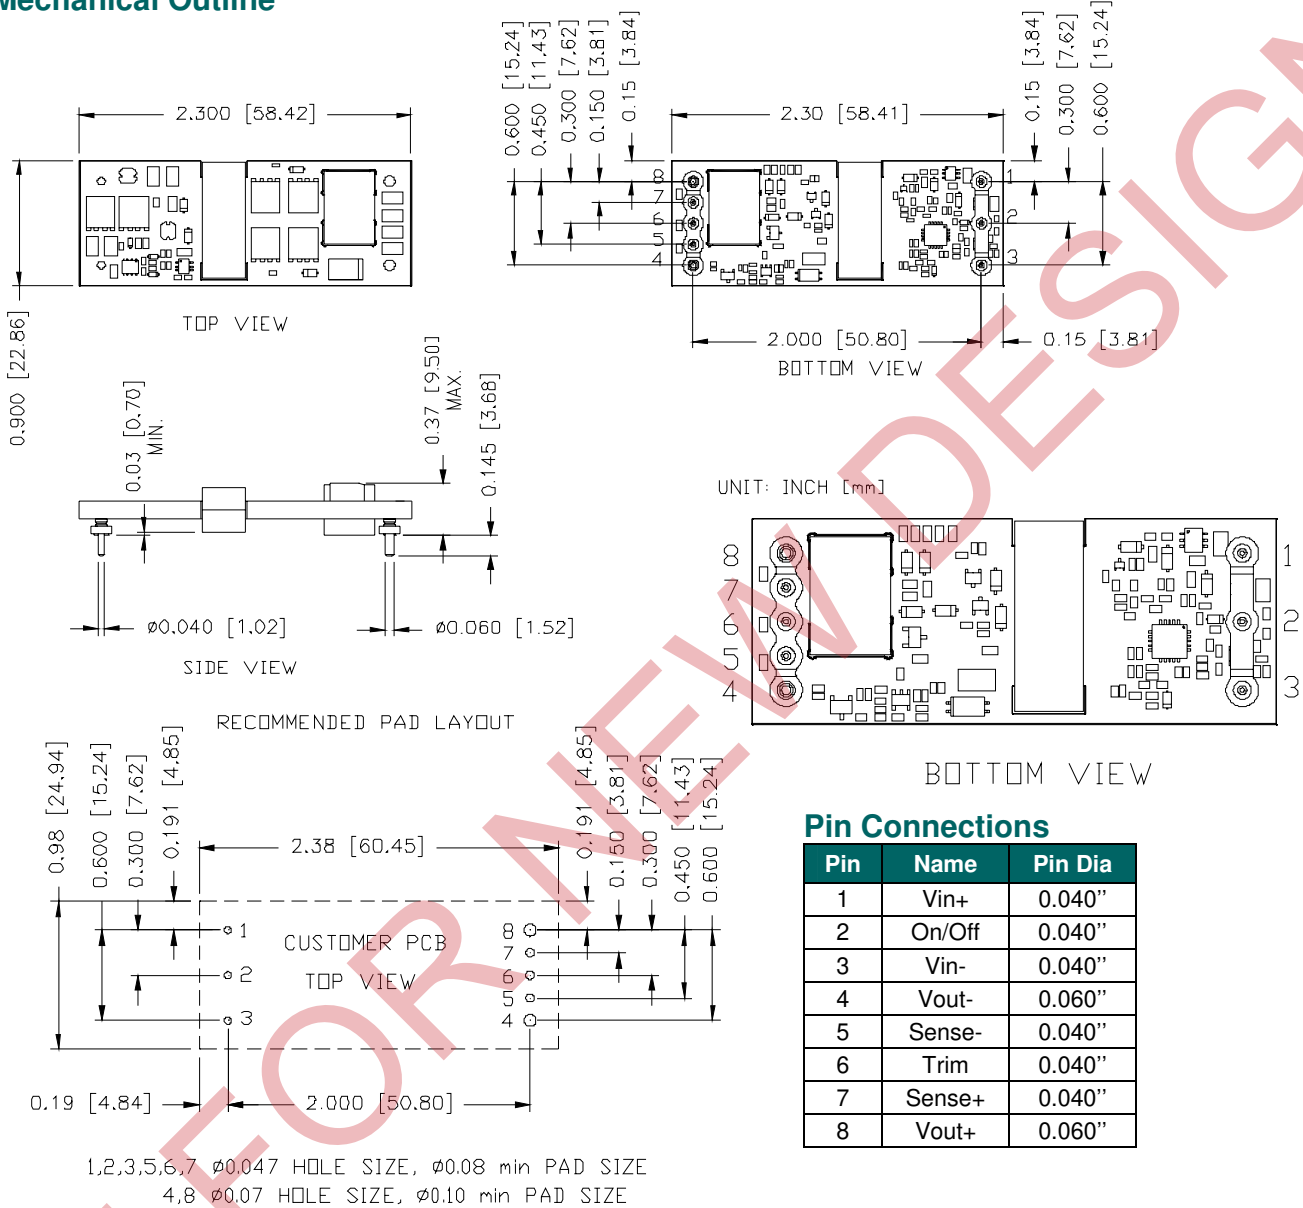 Mechanical Outline
2.300 [58.42]
0.900 [22.86]
TOP VIEW
0.600 [15.24]
0.450 [11.43]
0.300 [7.62]
0.150 [3.81]
0.15 [3.84]
2.30 [58.41]
0.15 [3.84]
0.300 [7.62]
0.600 [15.24]
8
7
6
5
4
1
2
3
2.000 [50.80]
0.15 [3.81]
BOTTOM VIEW
0.03 [0.70]
MIN.
0.37 [9.50]
MAX.
0.145 [3.68]
Ø0.040 [1.02]
Ø0.060 [1.52]
SIDE VIEW
UNIT: INCH [mm]
8
7
6
5
4
1
2
3
BOTTOM VIEW
RECOMMENDED PAD LAYOUT
0.98 [24.94]
0.600 [15.24]
0.300 [7.62]
0.191 [4.85]
2.38 [60.45]
0.191 [4.85]
0.150 [3.81]
0.300 [7.62]
0.450 [11.43]
0.600 [15.24]
1
2
3
CUSTOMER PCB
TOP VIEW
8
7
6
5
4
0.19 [4.84]
2.000 [50.80]
1,2,3,5,6,7 Ø0.047 HOLE SIZE, Ø0.08 min PAD SIZE
4,8 Ø0.07 HOLE SIZE, Ø0.10 min PAD SIZE
Pin Connections
Pin Name Pin Dia
1 Vin+ 0.040’’
2 On/Off 0.040’’
3 Vin- 0.040’’
4 Vout- 0.060’’
5 Sense- 0.040’’
6 Trim 0.040’’
7 Sense+ 0.040’’
8 Vout+ 0.060’’
FOR NEW DESIGN